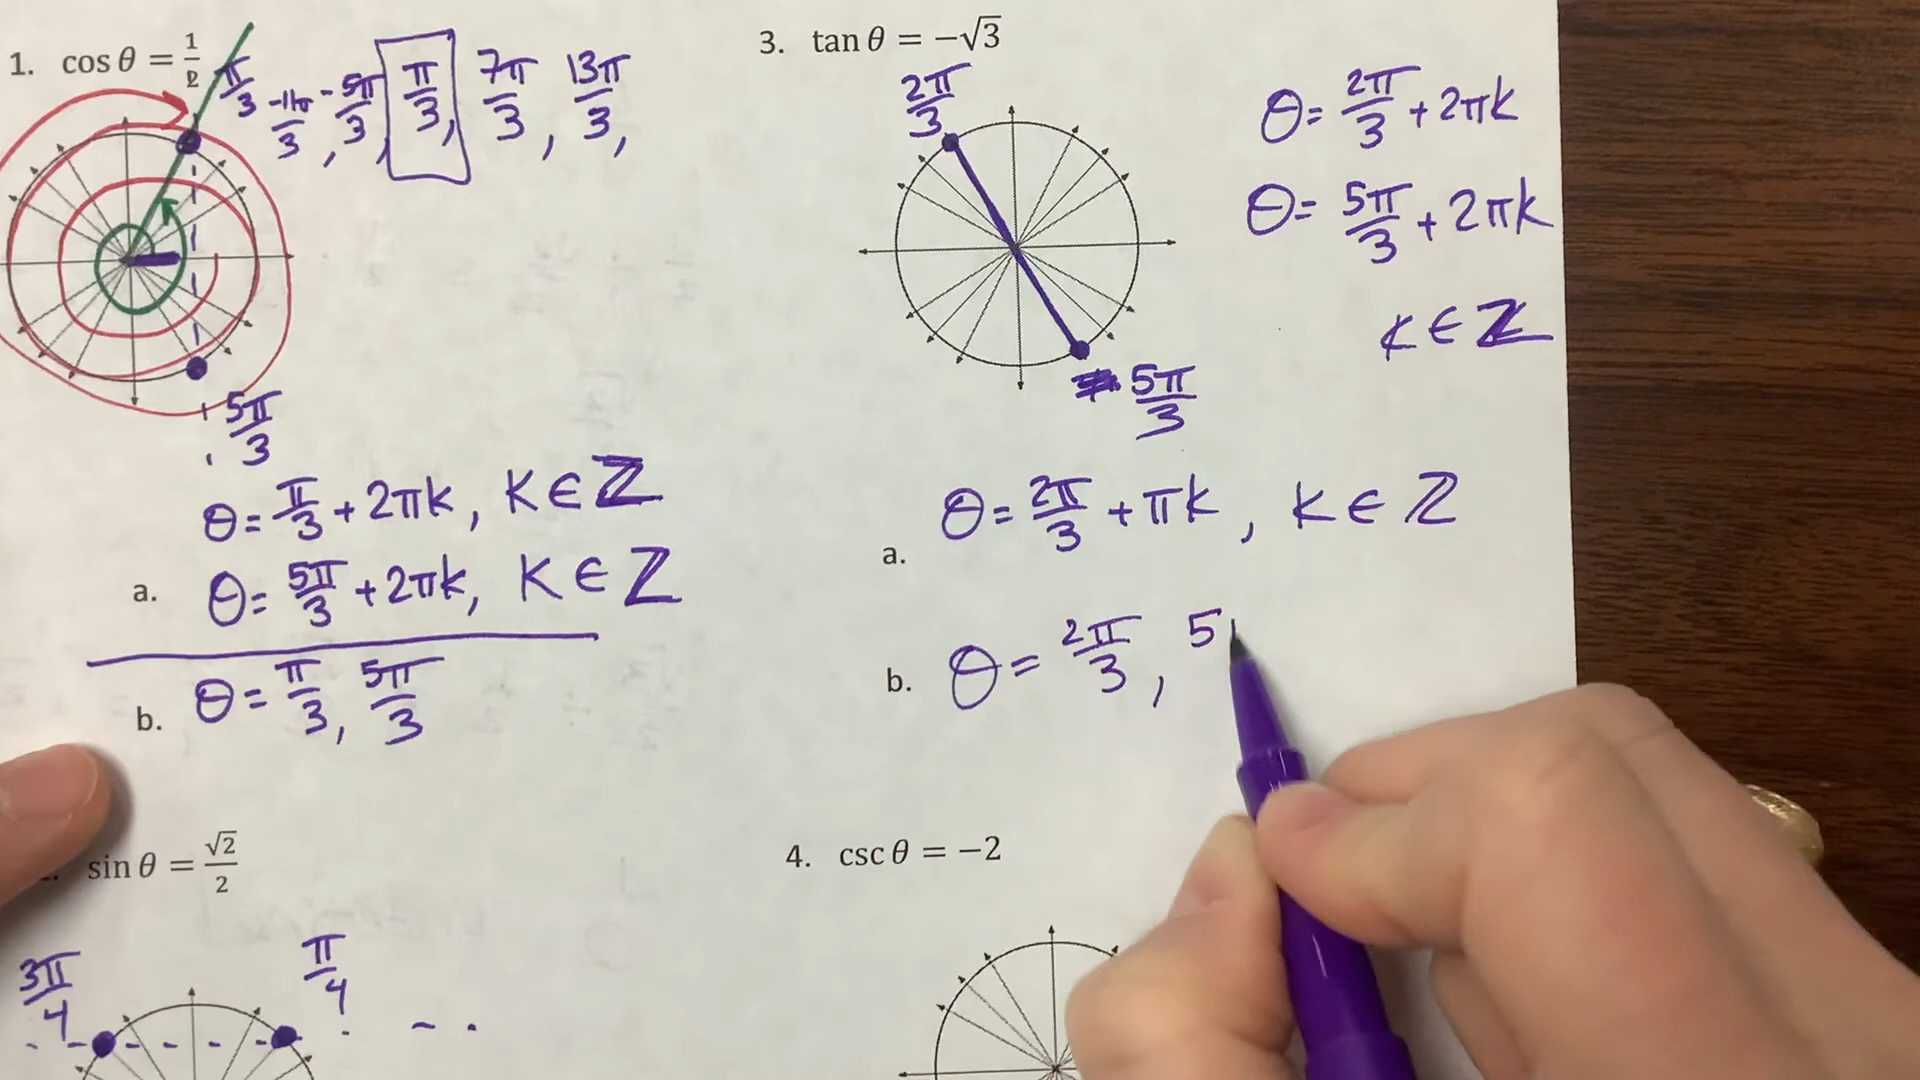 1. cos θ = 1/2
π/3
-11π/3, -5π/3, π/3, 7π/3, 13π/3,
5π/3
θ = π/3 + 2πk, k ∈ ℤ
a. θ = 5π/3 + 2πk, k ∈ ℤ
b. θ = π/3, 5π/3
sin θ = √2/2
3π/4
π/4
3. tan θ = −√3
2π/3
5π/3
θ = 2π/3 + 2πk
θ = 5π/3 + 2πk
k ∈ ℤ
a. θ = 2π/3 + πk, k ∈ ℤ
b. θ = 2π/3, 5
4. csc θ = −2